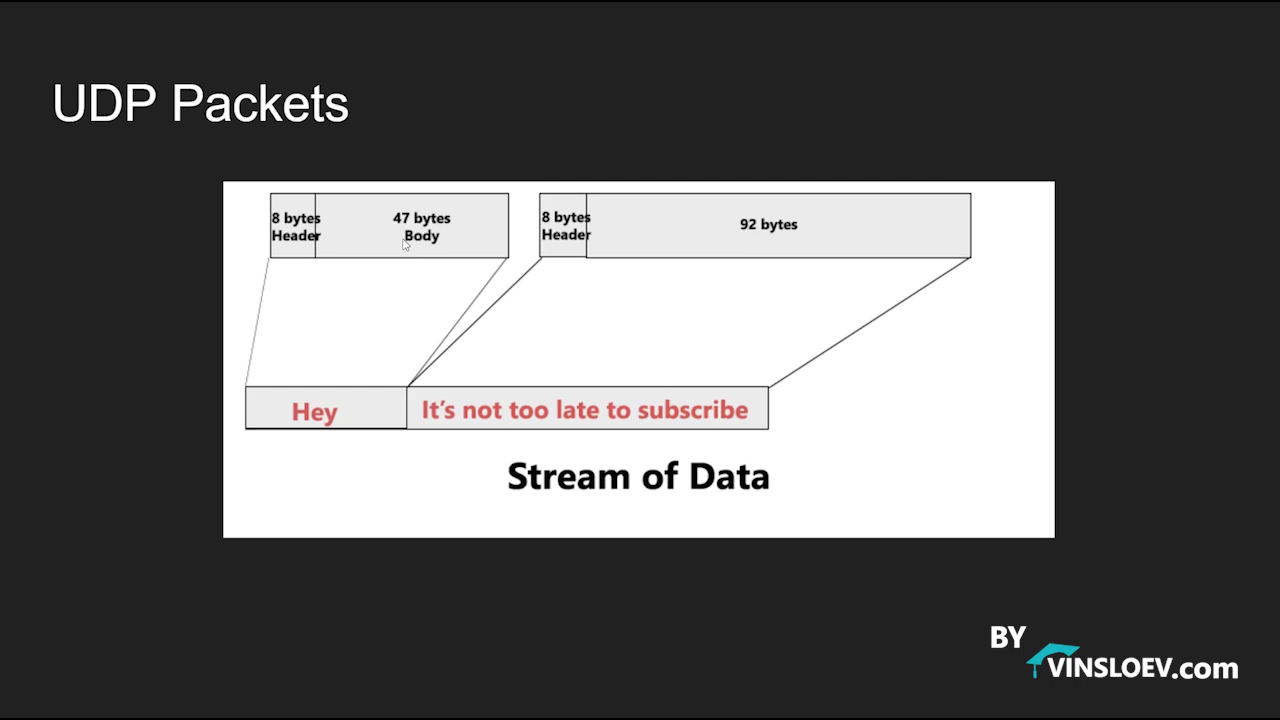 UDP Packets
8 bytes
Header
47 bytes
Body
8 bytes
Header
92 bytes
Hey
It's not too late to subscribe
Stream of Data
BY
VINSLOEV.com